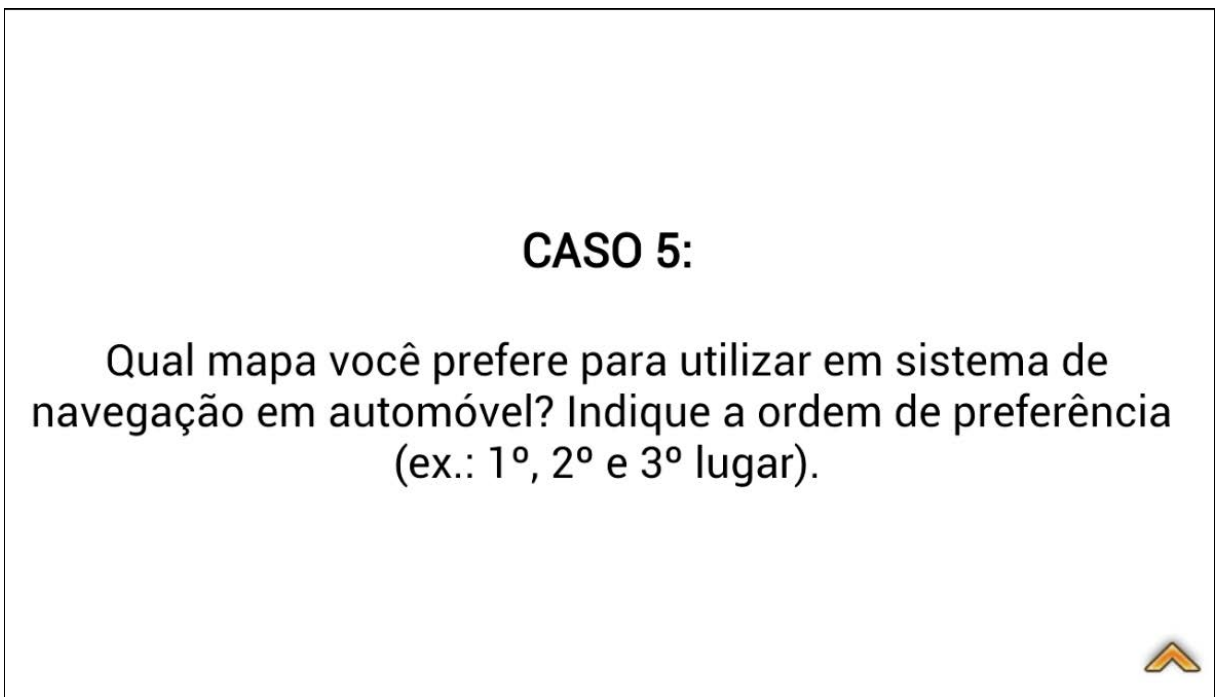 CASO 5:
Qual mapa você prefere para utilizar em sistema de
navegação em automóvel? Indique a ordem de preferência
(ex.: 1º, 2º e 3º lugar).